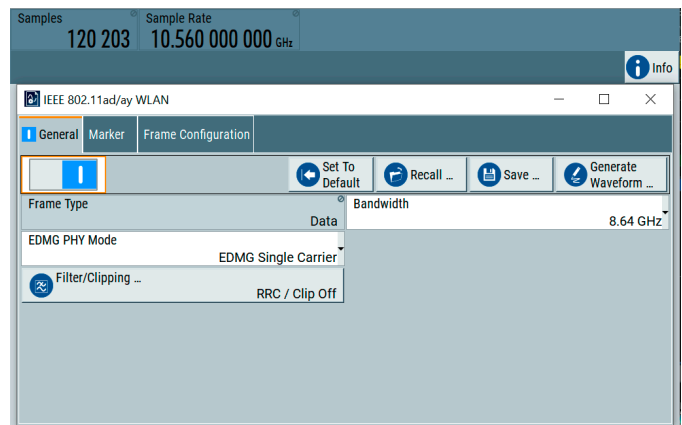 Samples
120 203
Sample Rate
10.560 000 000 GHz
Info
IEEE 802.11ad/ay WLAN
General
Marker
Frame Configuration
Set To
Default
Recall ...
Save ...
Generate
Waveform ...
Frame Type
Data
Bandwidth
8.64 GHz
EDMG PHY Mode
EDMG Single Carrier
Filter/Clipping ...
RRC / Clip Off